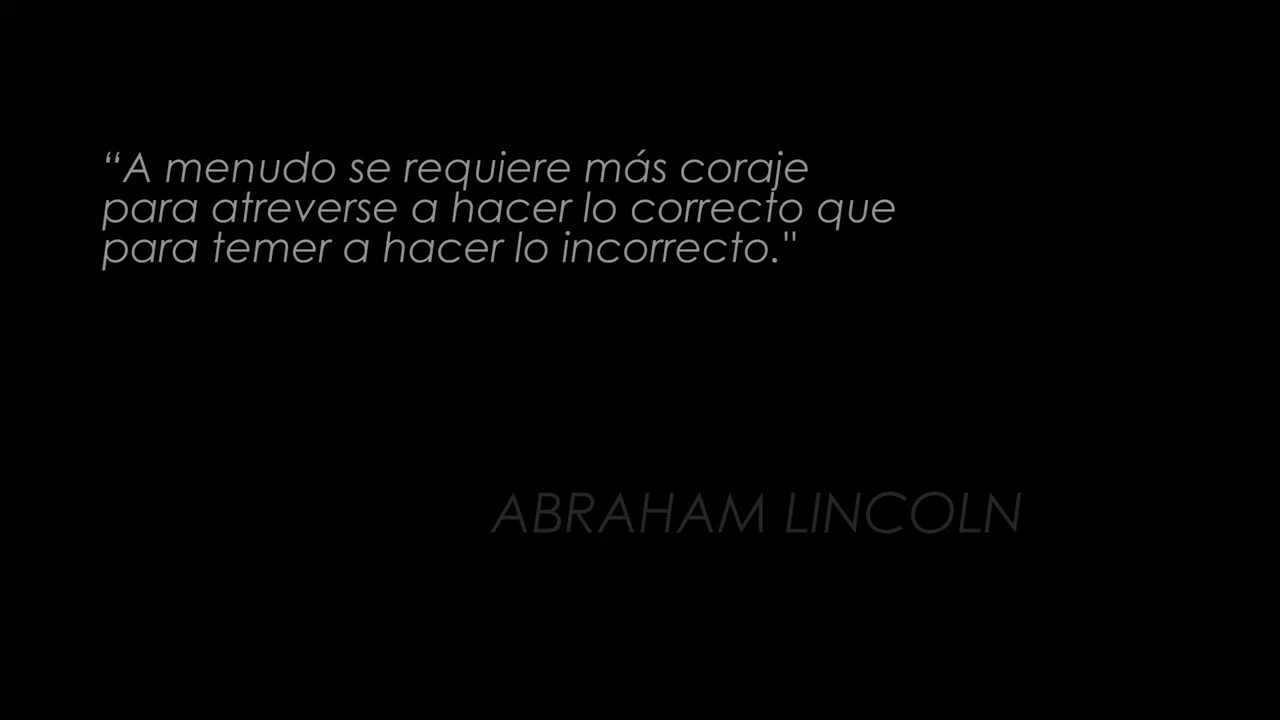 “A menudo se requiere más coraje
para atreverse a hacer lo correcto que
para temer a hacer lo incorrecto."
ABRAHAM LINCOLN